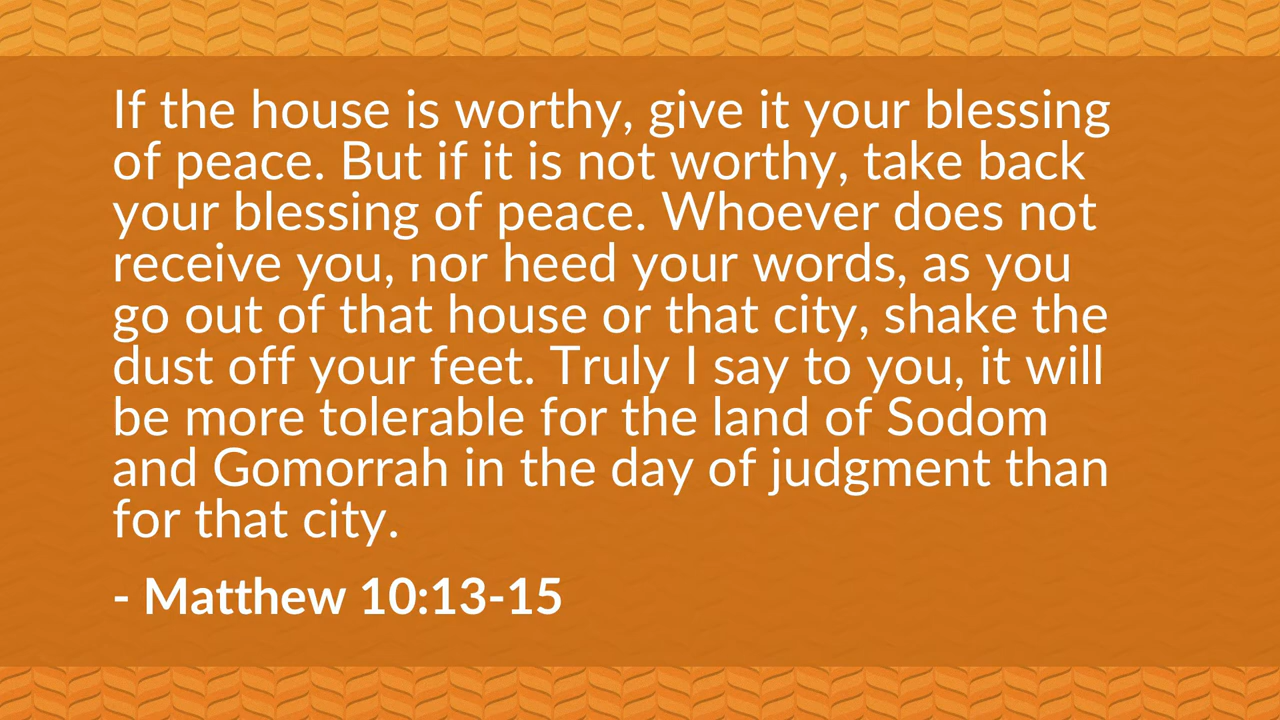 If the house is worthy, give it your blessing
of peace. But if it is not worthy, take back
your blessing of peace. Whoever does not
receive you, nor heed your words, as you
go out of that house or that city, shake the
dust off your feet. Truly I say to you, it will
be more tolerable for the land of Sodom
and Gomorrah in the day of judgment than
for that city.
- Matthew 10:13-15